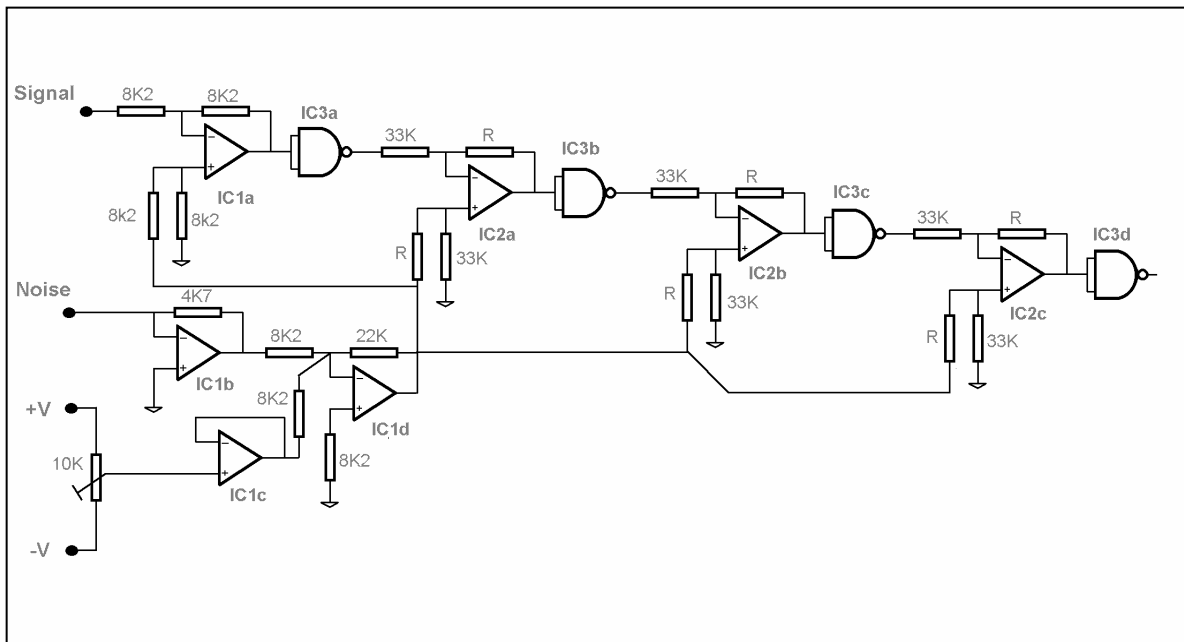 Signal
8K2
8K2
IC3a
33K
R
IC3b
33K
R
IC3c
33K
R
IC3d
−
+
IC1a
8k2
8k2
−
+
IC2a
R
33K
−
+
IC2b
R
33K
−
+
IC2c
R
33K
Noise
4K7
−
+
IC1b
8K2
22K
−
+
IC1d
8K2
8K2
+V
10K
-V
−
+
IC1c